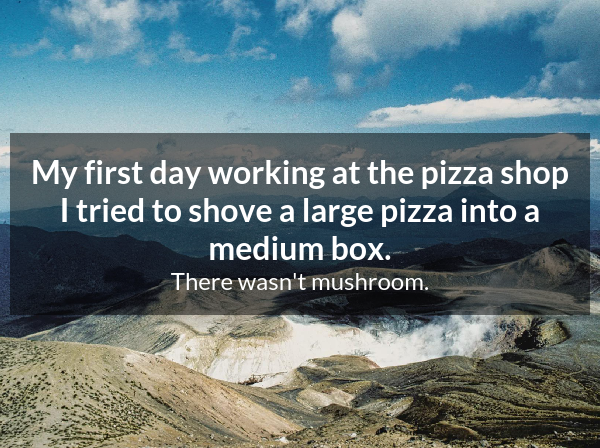 My first day working at the pizza shop
I tried to shove a large pizza into a
medium box.
There wasn't mushroom.